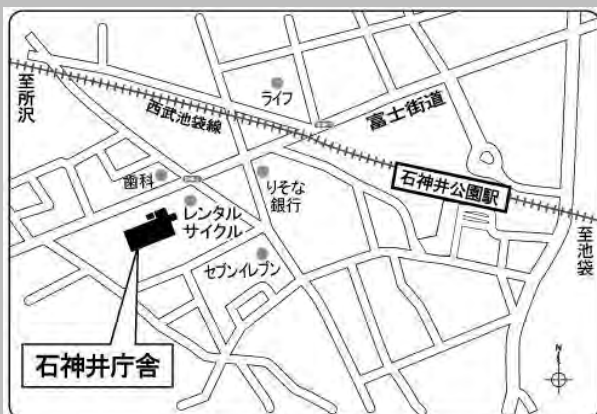 至所沢
西武池袋線
ライフ
富士街道
歯科
りそな
銀行
石神井公園駅
レンタル
サイクル
至池袋
セブンイレブン
石神井庁舎
N